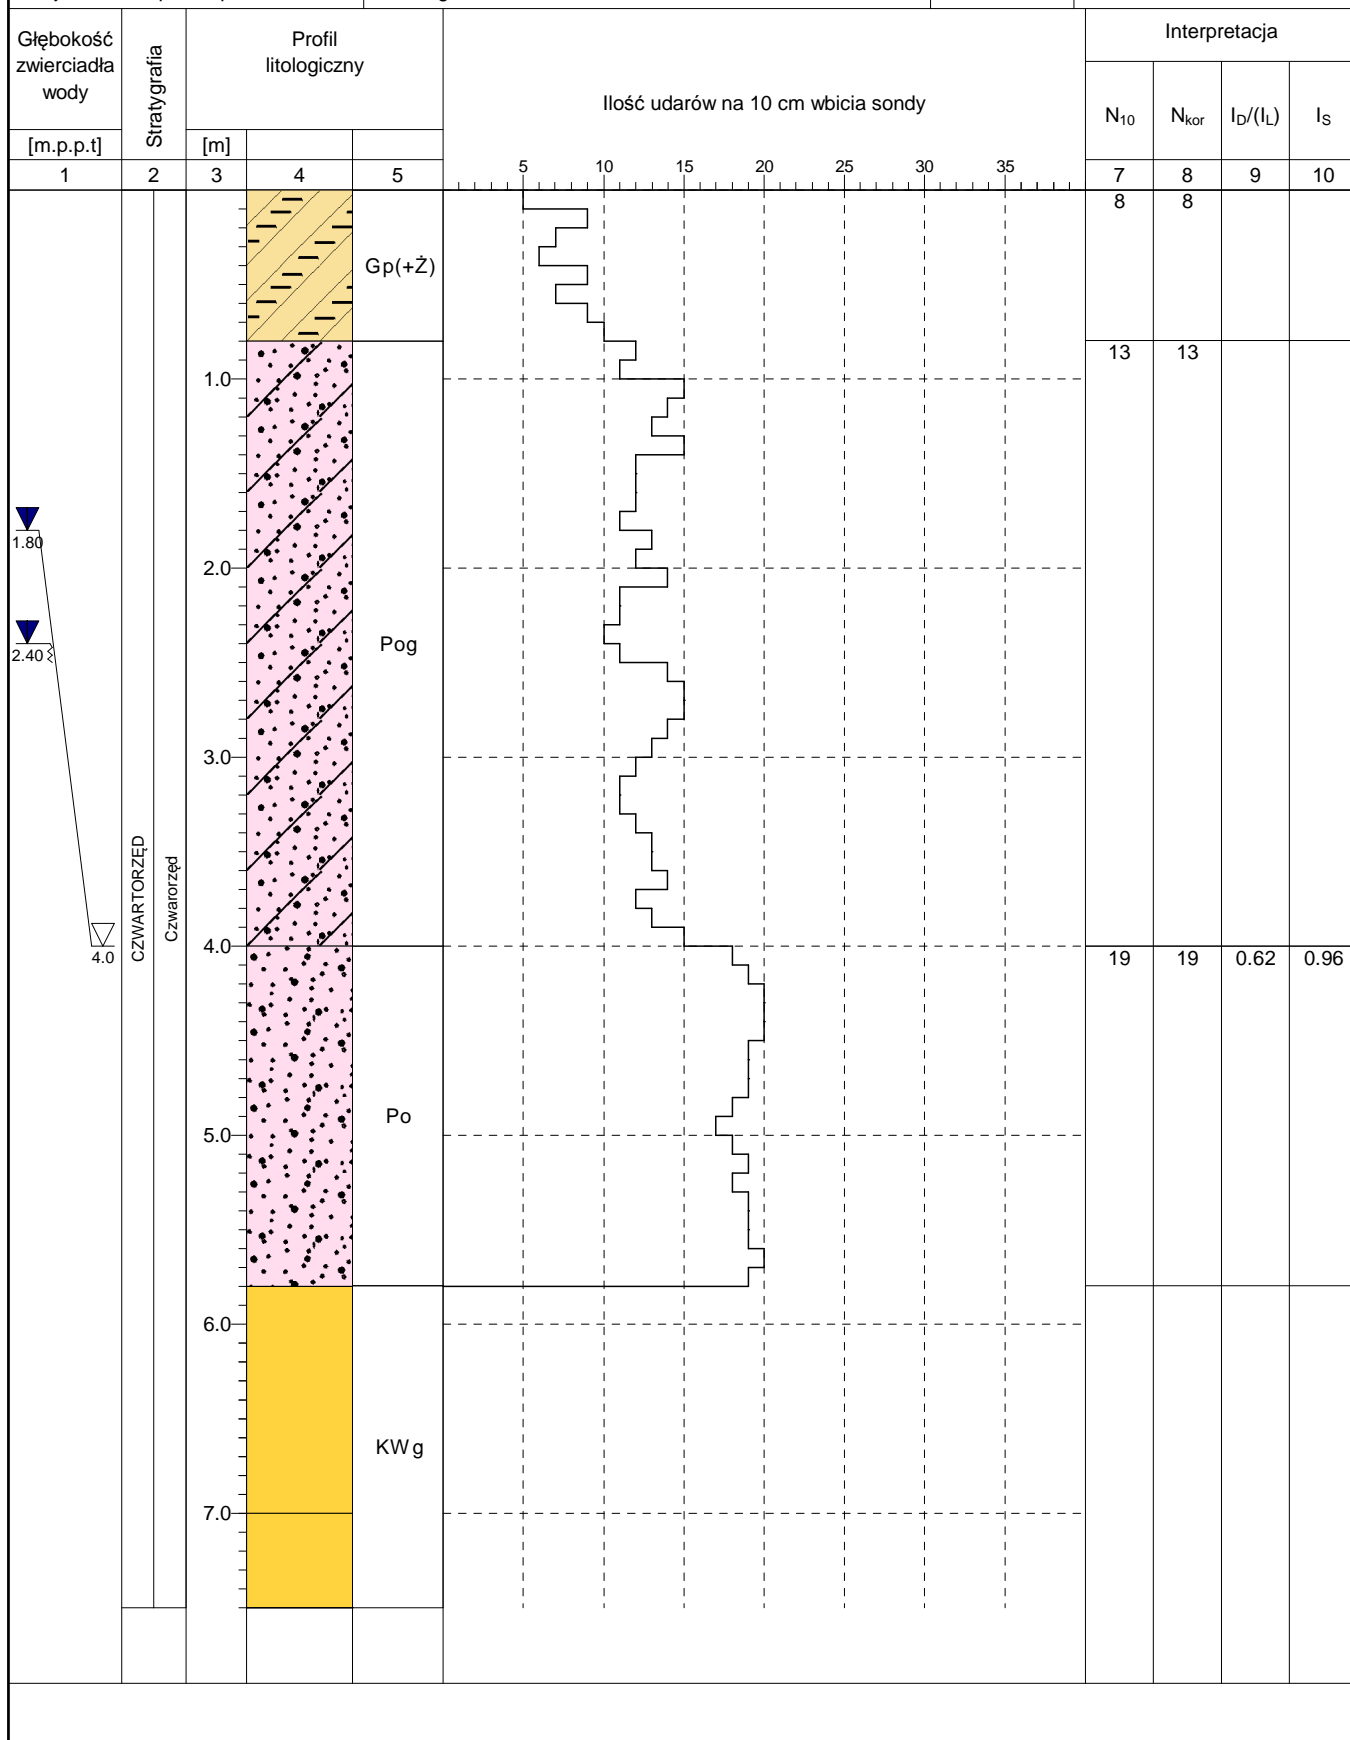 Głębokość
zwierciadła
wody
[m.p.p.t]
Stratygrafia
Profil
litologiczny
[m]
Ilość udarów na 10 cm wbicia sondy
Interpretacja
N10 Nkor ID/(IL) IS
5 10 15 20 25 30 35
1 2 3 4 5 7 8 9 10
8 8
Gp(+Ż)
13 13
1.0
1.80
2.0
2.40
Pog
3.0
CZWARTORZĘD
Czwarorzęd
4.0
4.0
19 19 0.62 0.96
Po
5.0
6.0
KWg
7.0